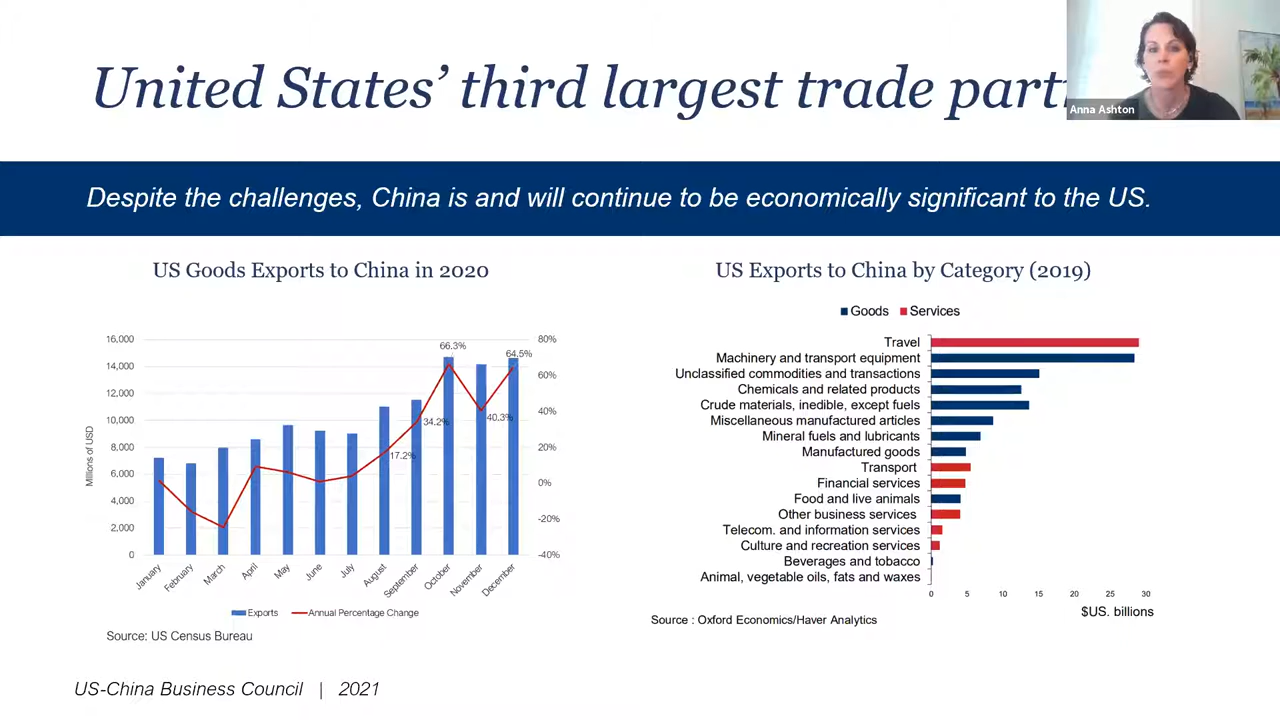 United States’ third largest trade part
Anna Ashton
Despite the challenges, China is and will continue to be economically significant to the US.
US Goods Exports to China in 2020
16,000
14,000
12,000
10,000
8,000
6,000
4,000
2,000
0
Millions of USD
80%
60%
40%
20%
0%
-20%
-40%
66.3%
64.5%
34.2%
40.3%
17.2%
January
February
March
April
May
June
July
August
September
October
November
December
Exports
Annual Percentage Change
Source: US Census Bureau
US Exports to China by Category (2019)
Goods Services
Travel
Machinery and transport equipment
Unclassified commodities and transactions
Chemicals and related products
Crude materials, inedible, except fuels
Miscellaneous manufactured articles
Mineral fuels and lubricants
Manufactured goods
Transport
Financial services
Food and live animals
Other business services
Telecom. and information services
Culture and recreation services
Beverages and tobacco
Animal, vegetable oils, fats and waxes
0 5 10 15 20 25 30
$US. billions
Source : Oxford Economics/Haver Analytics
US-China Business Council | 2021